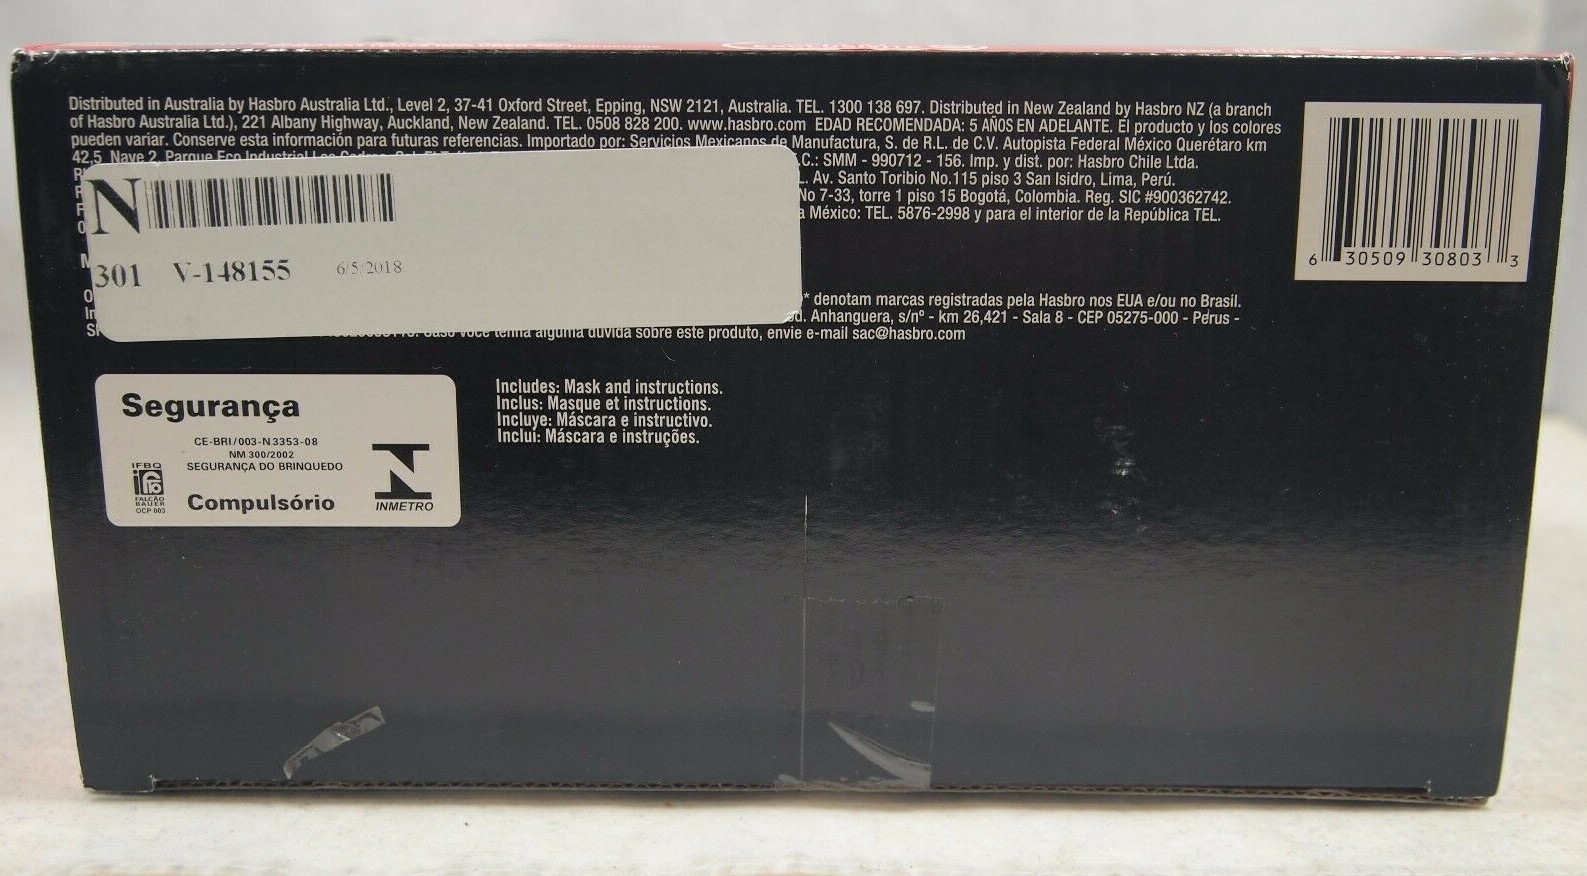 Distributed in Australia by Hasbro Australia Ltd., Level 2, 37-41 Oxford Street, Epping, NSW 2121, Australia. TEL. 1300 138 697. Distributed in New Zealand by Hasbro NZ (a branch
of Hasbro Australia Ltd.), 221 Albany Highway, Auckland, New Zealand. TEL. 0508 828 200. www.hasbro.com EDAD RECOMENDADA: 5 AÑOS EN ADELANTE. El producto y los colores
pueden variar. Conserve esta información para futuras referencias. Importado por: Servicios Mexicanos de Manufactura, S. de R.L. de C.V. Autopista Federal México Querétaro km
42,5 Nave 2, Parque Eco Industrial
.C.: SMM - 990712 - 156. Imp. y dist. por: Hasbro Chile Ltda.
L. Av. Santo Toribio No.115 piso 3 San Isidro, Lima, Perú.
No 7-33, torre 1 piso 15 Bogotá, Colombia. Reg. SIC #900362742.
a México: TEL. 5876-2998 y para el interior de la República TEL.
* denotam marcas registradas pela Hasbro nos EUA e/ou no Brasil.
d. Anhanguera, s/nº - km 26,421 - Sala 8 - CEP 05275-000 - Perus -
Caso você tenha alguma dúvida sobre este produto, envie e-mail sac@hasbro.com
N
301 V-148155 6/5/2018
6 30509 30803 3
Segurança
CE-BRI/003-N3353-08
NM 300/2002
SEGURANÇA DO BRINQUEDO
Compulsório
IFBQ
FALCÃO
BAUER
OCP 003
INMETRO
Includes: Mask and instructions.
Inclus: Masque et instructions.
Incluye: Máscara e instructivo.
Inclui: Máscara e instruções.